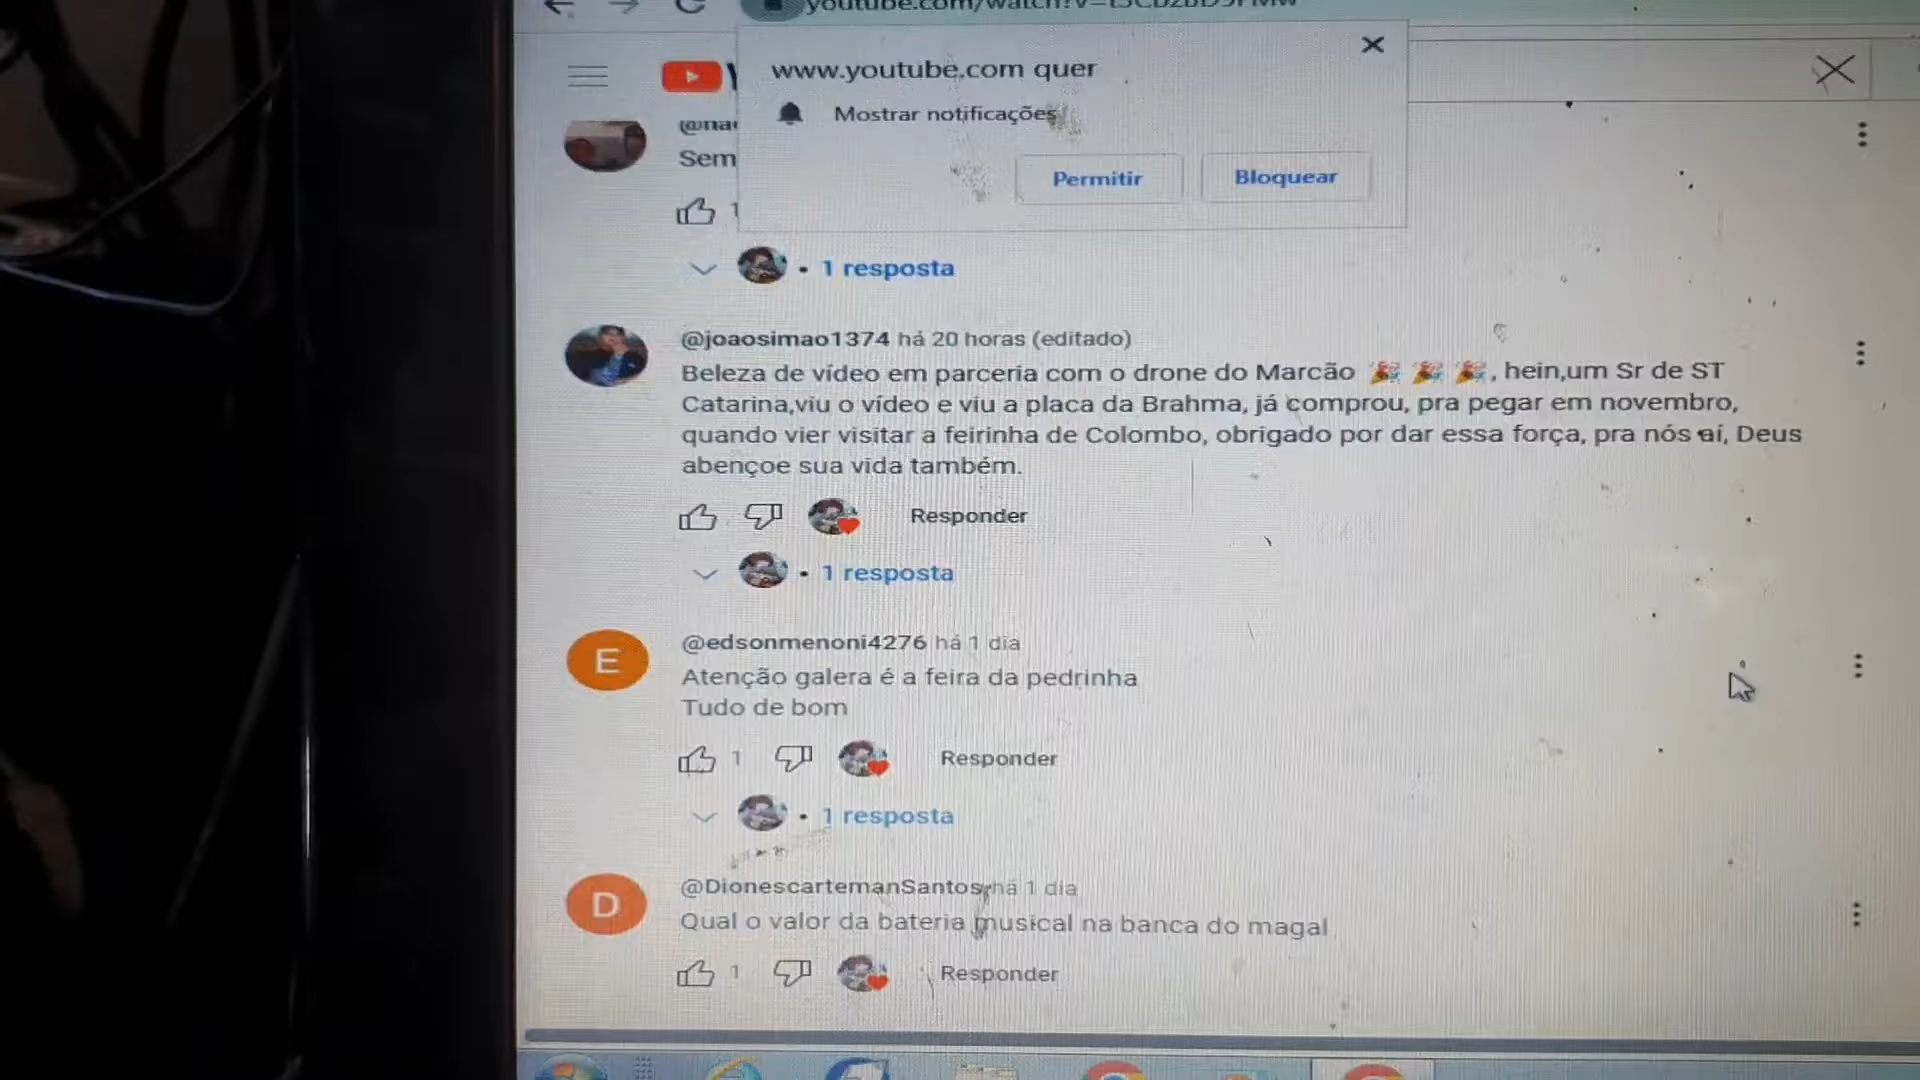 www.youtube.com quer
Mostrar notificações
Permitir
Bloquear
Sem
1
1 resposta
@joaosimao1374 há 20 horas (editado)
Beleza de vídeo em parceria com o drone do Marcão 🎉 🎉 🎉, hein,um Sr de ST
Catarina,viu o vídeo e viu a placa da Brahma, já comprou, pra pegar em novembro,
quando vier visitar a feirinha de Colombo, obrigado por dar essa força, pra nós aí, Deus
abençoe sua vida também.
Responder
1 resposta
E
@edsonmenoni4276 há 1 dia
Atenção galera é a feira da pedrinha
Tudo de bom
1
Responder
1 resposta
D
@DionescartemanSantos há 1 dia
Qual o valor da bateria musical na banca do magal
1
Responder